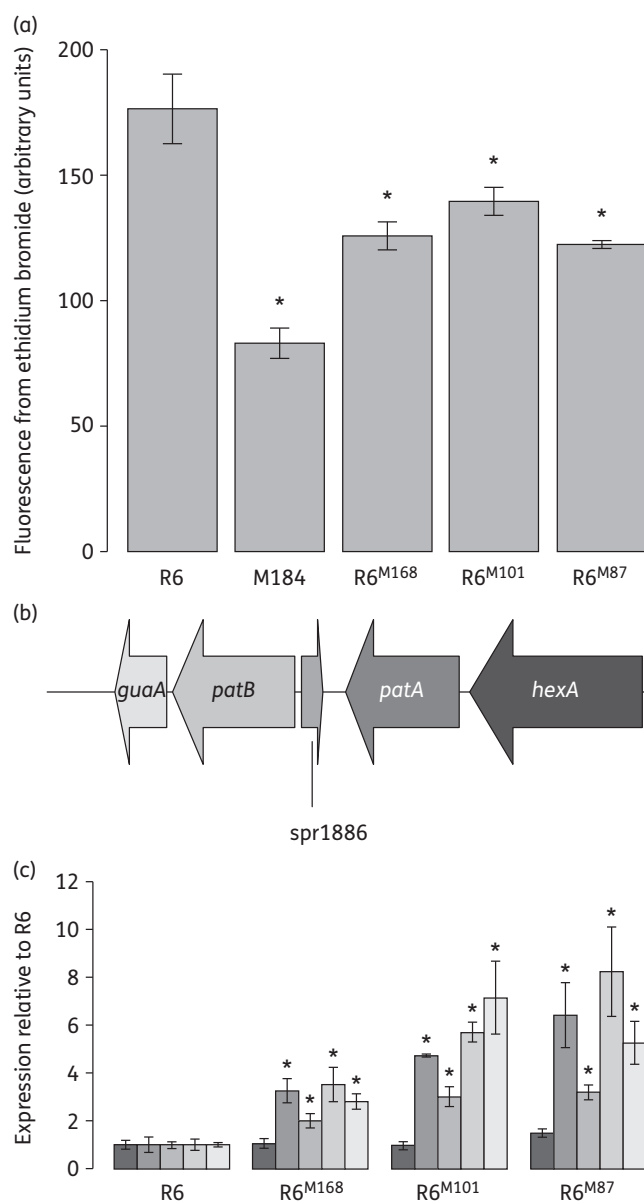 (a)
Fluorescence from ethidium bromide (arbitrary units)
200
150
100
50
0
*
*
*
*
R6 M184 R6M168 R6M101 R6M87
(b)
guaA patB patA hexA
spr1886
(c)
Expression relative to R6
12
10
8
6
4
2
0
* * * *
* * * *
* * * *
R6 R6M168 R6M101 R6M87